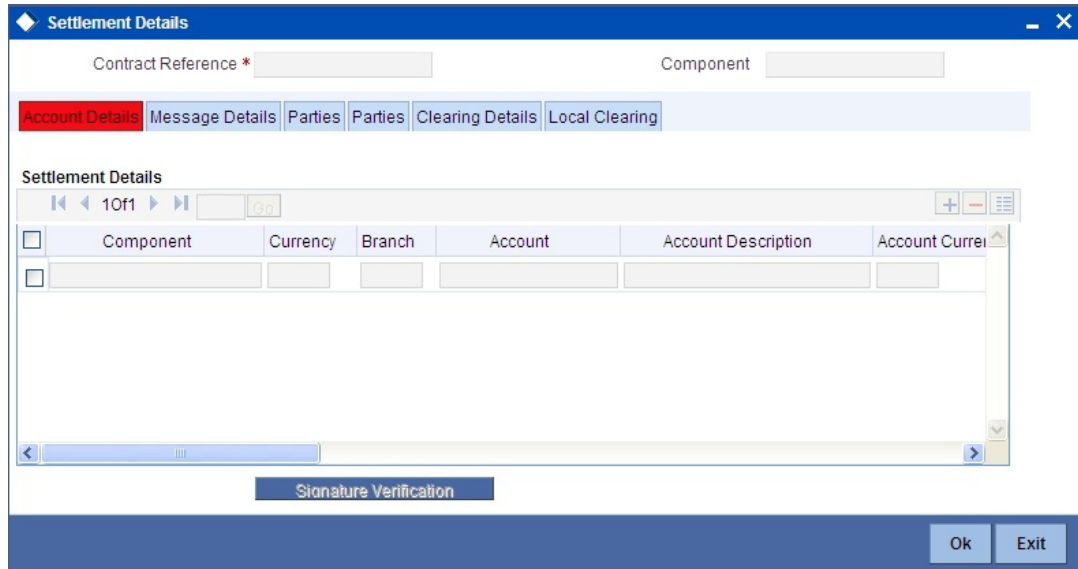 Settlement Details
Contract Reference * Component
Account Details Message Details Parties Parties Clearing Details Local Clearing
Settlement Details
1Of1 Go
Component Currency Branch Account Account Description Account Curren
Signature Verification
Ok Exit